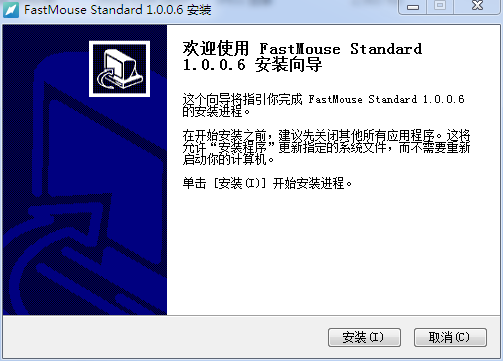 FastMouse Standard 1.0.0.6 安装
欢迎使用 FastMouse Standard
1.0.0.6 安装向导
这个向导将指引你完成 FastMouse Standard 1.0.0.6
的安装进程。
在开始安装之前，建议先关闭其他所有应用程序。这将
允许“安装程序”更新指定的系统文件，而不需要重新
启动你的计算机。
单击 [安装(I)] 开始安装进程。
安装(I)
取消(C)